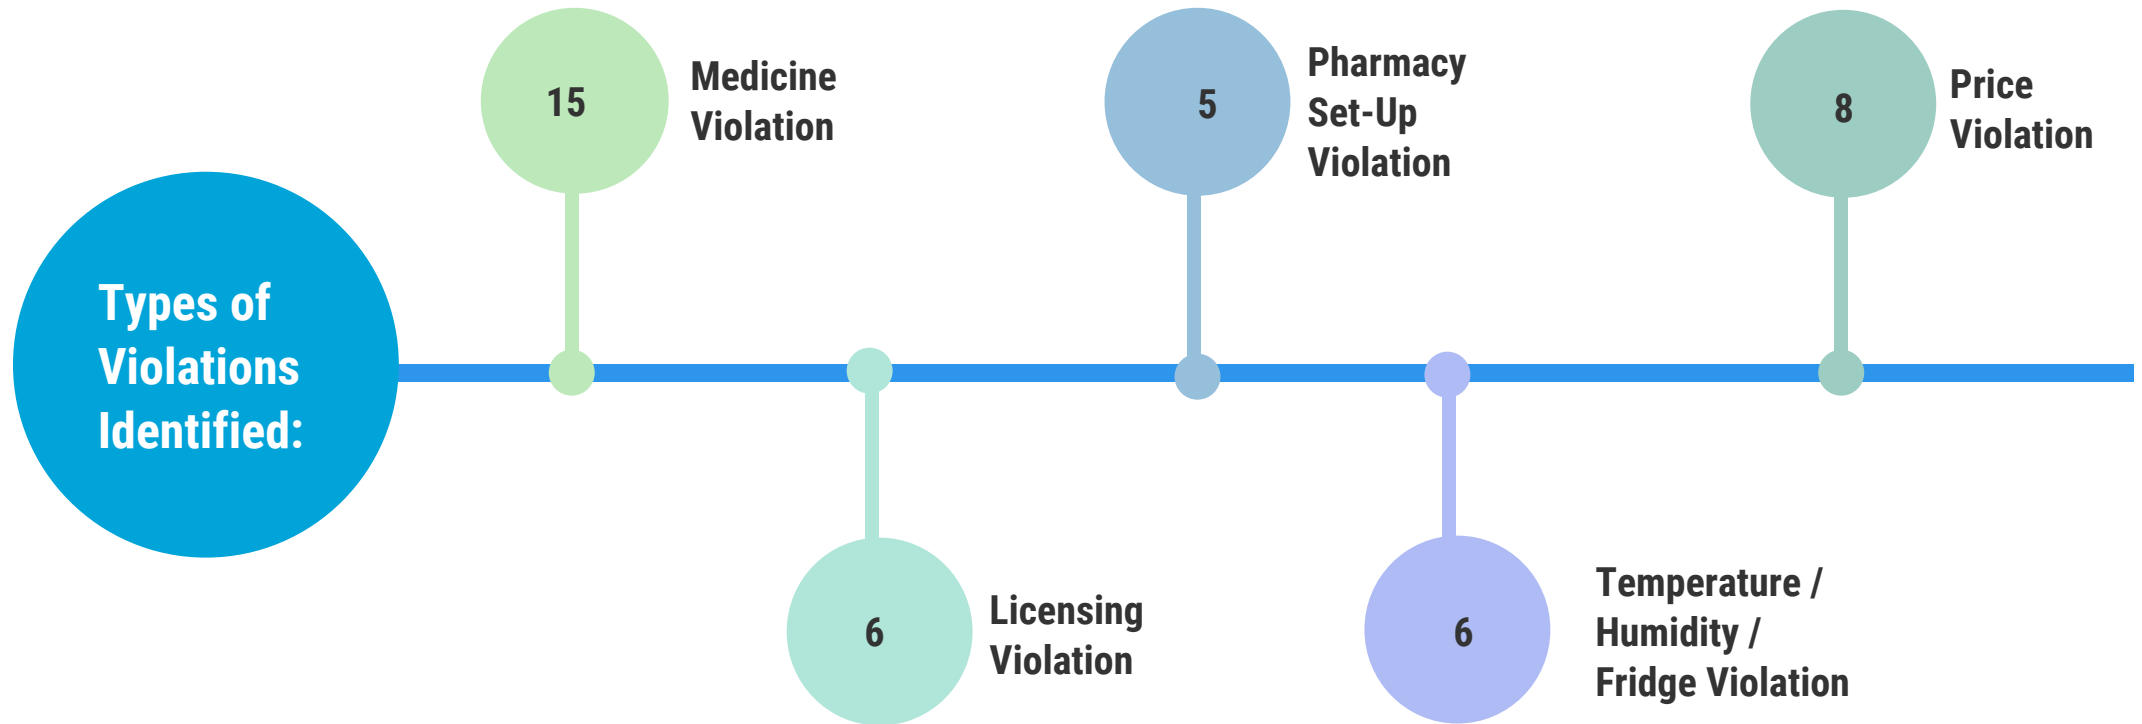 Types of
Violations
Identified:
15
Medicine
Violation
6
Licensing
Violation
5
Pharmacy
Set-Up
Violation
6
Temperature /
Humidity /
Fridge Violation
8
Price
Violation